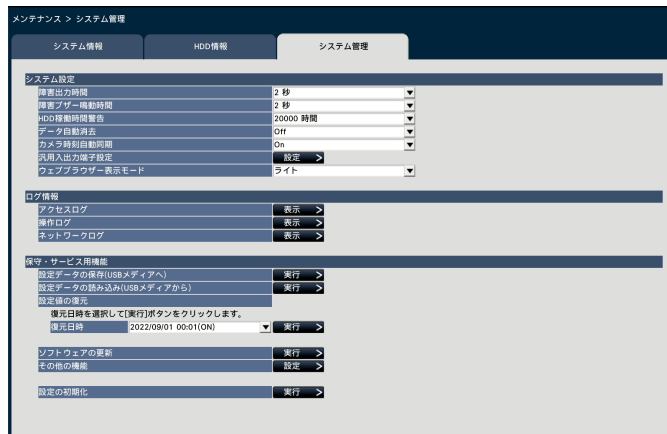 メンテナンス > システム管理
システム情報 HDD情報 システム管理
システム設定
障害出力時間 2 秒
障害ブザー鳴動時間 2 秒
HDD稼働時間警告 20000 時間
データ自動消去 Off
カメラ時刻自動同期 On
汎用入出力端子設定 設定 >
ウェブブラウザー表示モード ライト
ログ情報
アクセスログ 表示 >
操作ログ 表示 >
ネットワークログ 表示 >
保守・サービス用機能
設定データの保存(USBメディアへ) 実行 >
設定データの読み込み(USBメディアから) 実行 >
設定値の復元
復元日時を選択して[実行]ボタンをクリックします。
復元日時 2022/09/01 00:01(ON) 実行 >
ソフトウェアの更新 実行 >
その他の機能 設定 >
設定の初期化 実行 >